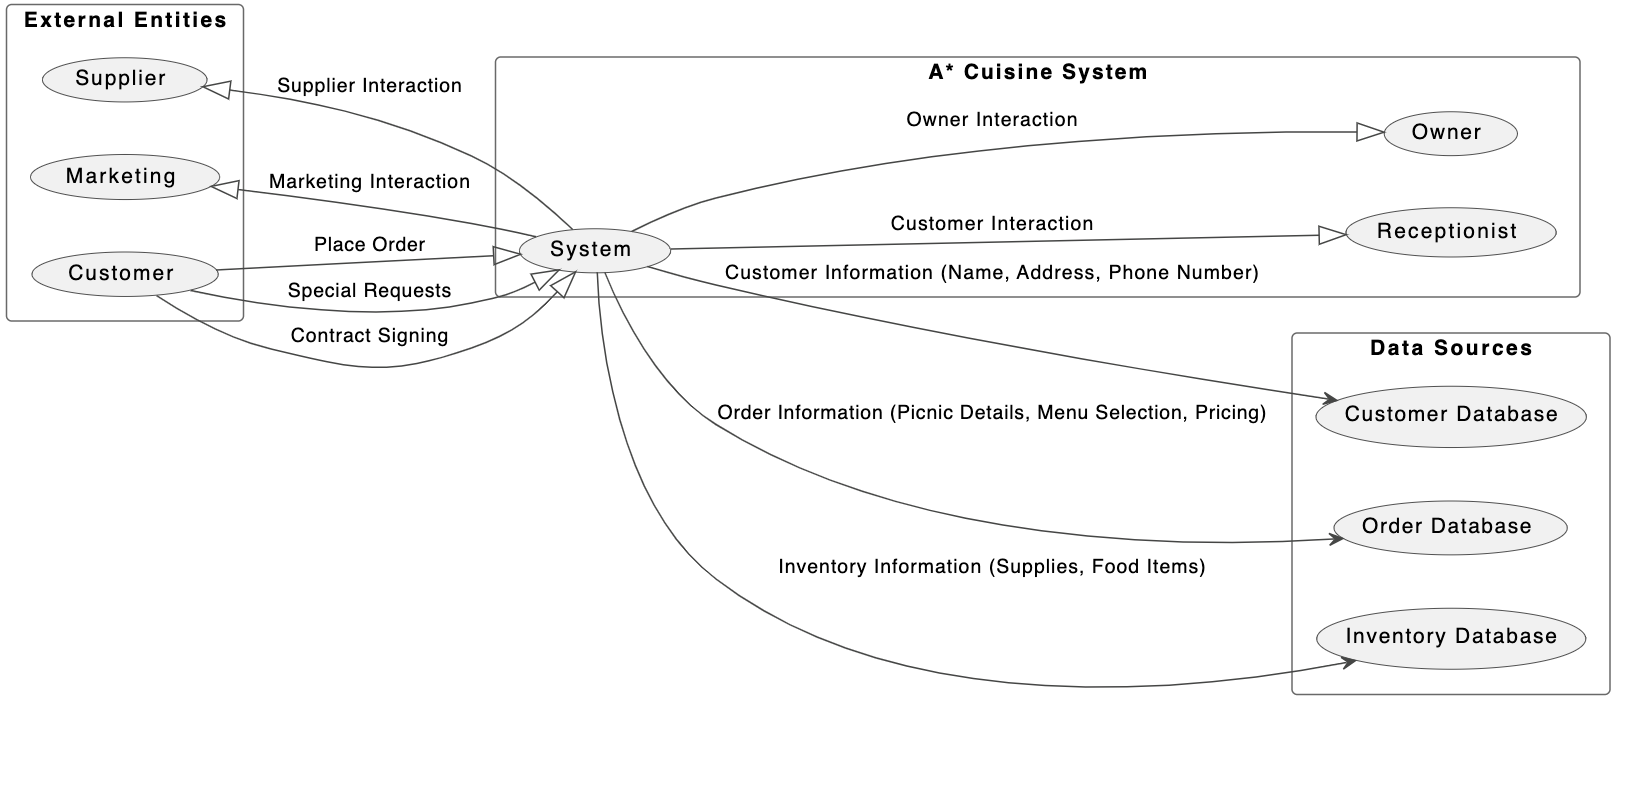 External Entities
Supplier
Marketing
Customer
Supplier Interaction
Marketing Interaction
Place Order
Special Requests
Contract Signing
A* Cuisine System
System
Owner Interaction
Owner
Customer Interaction
Receptionist
Customer Information (Name, Address, Phone Number)
Order Information (Picnic Details, Menu Selection, Pricing)
Inventory Information (Supplies, Food Items)
Data Sources
Customer Database
Order Database
Inventory Database